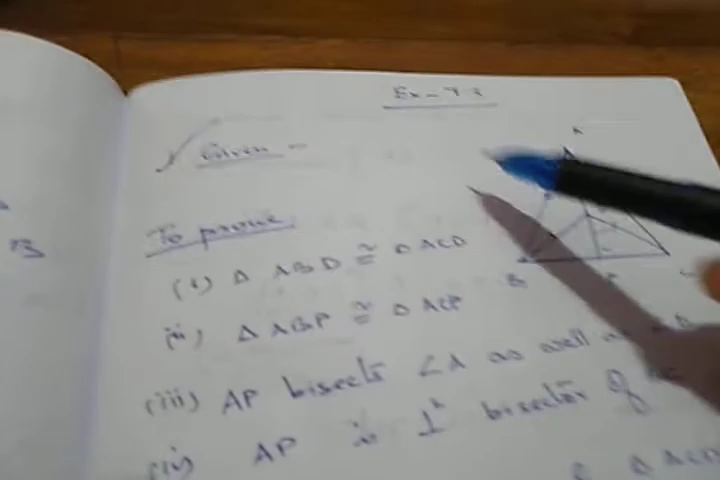 Ex-7.3
Given -
To prove
(i) Δ ABD ≅ Δ ACD
(ii) Δ ABP ≅ Δ ACP
(iii) AP bisects ∠A as well as
(iv) AP is ⊥r bisector of
Δ ACD
B